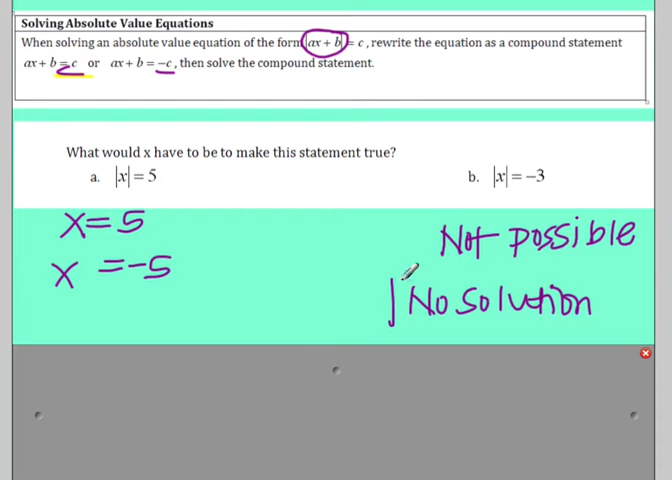 Solving Absolute Value Equations
When solving an absolute value equation of the form |ax + b| = c, rewrite the equation as a compound statement
ax + b = c or ax + b = −c, then solve the compound statement.
What would x have to be to make this statement true?
a. |x| = 5
b. |x| = −3
x = 5
x = -5
Not possible
No solution